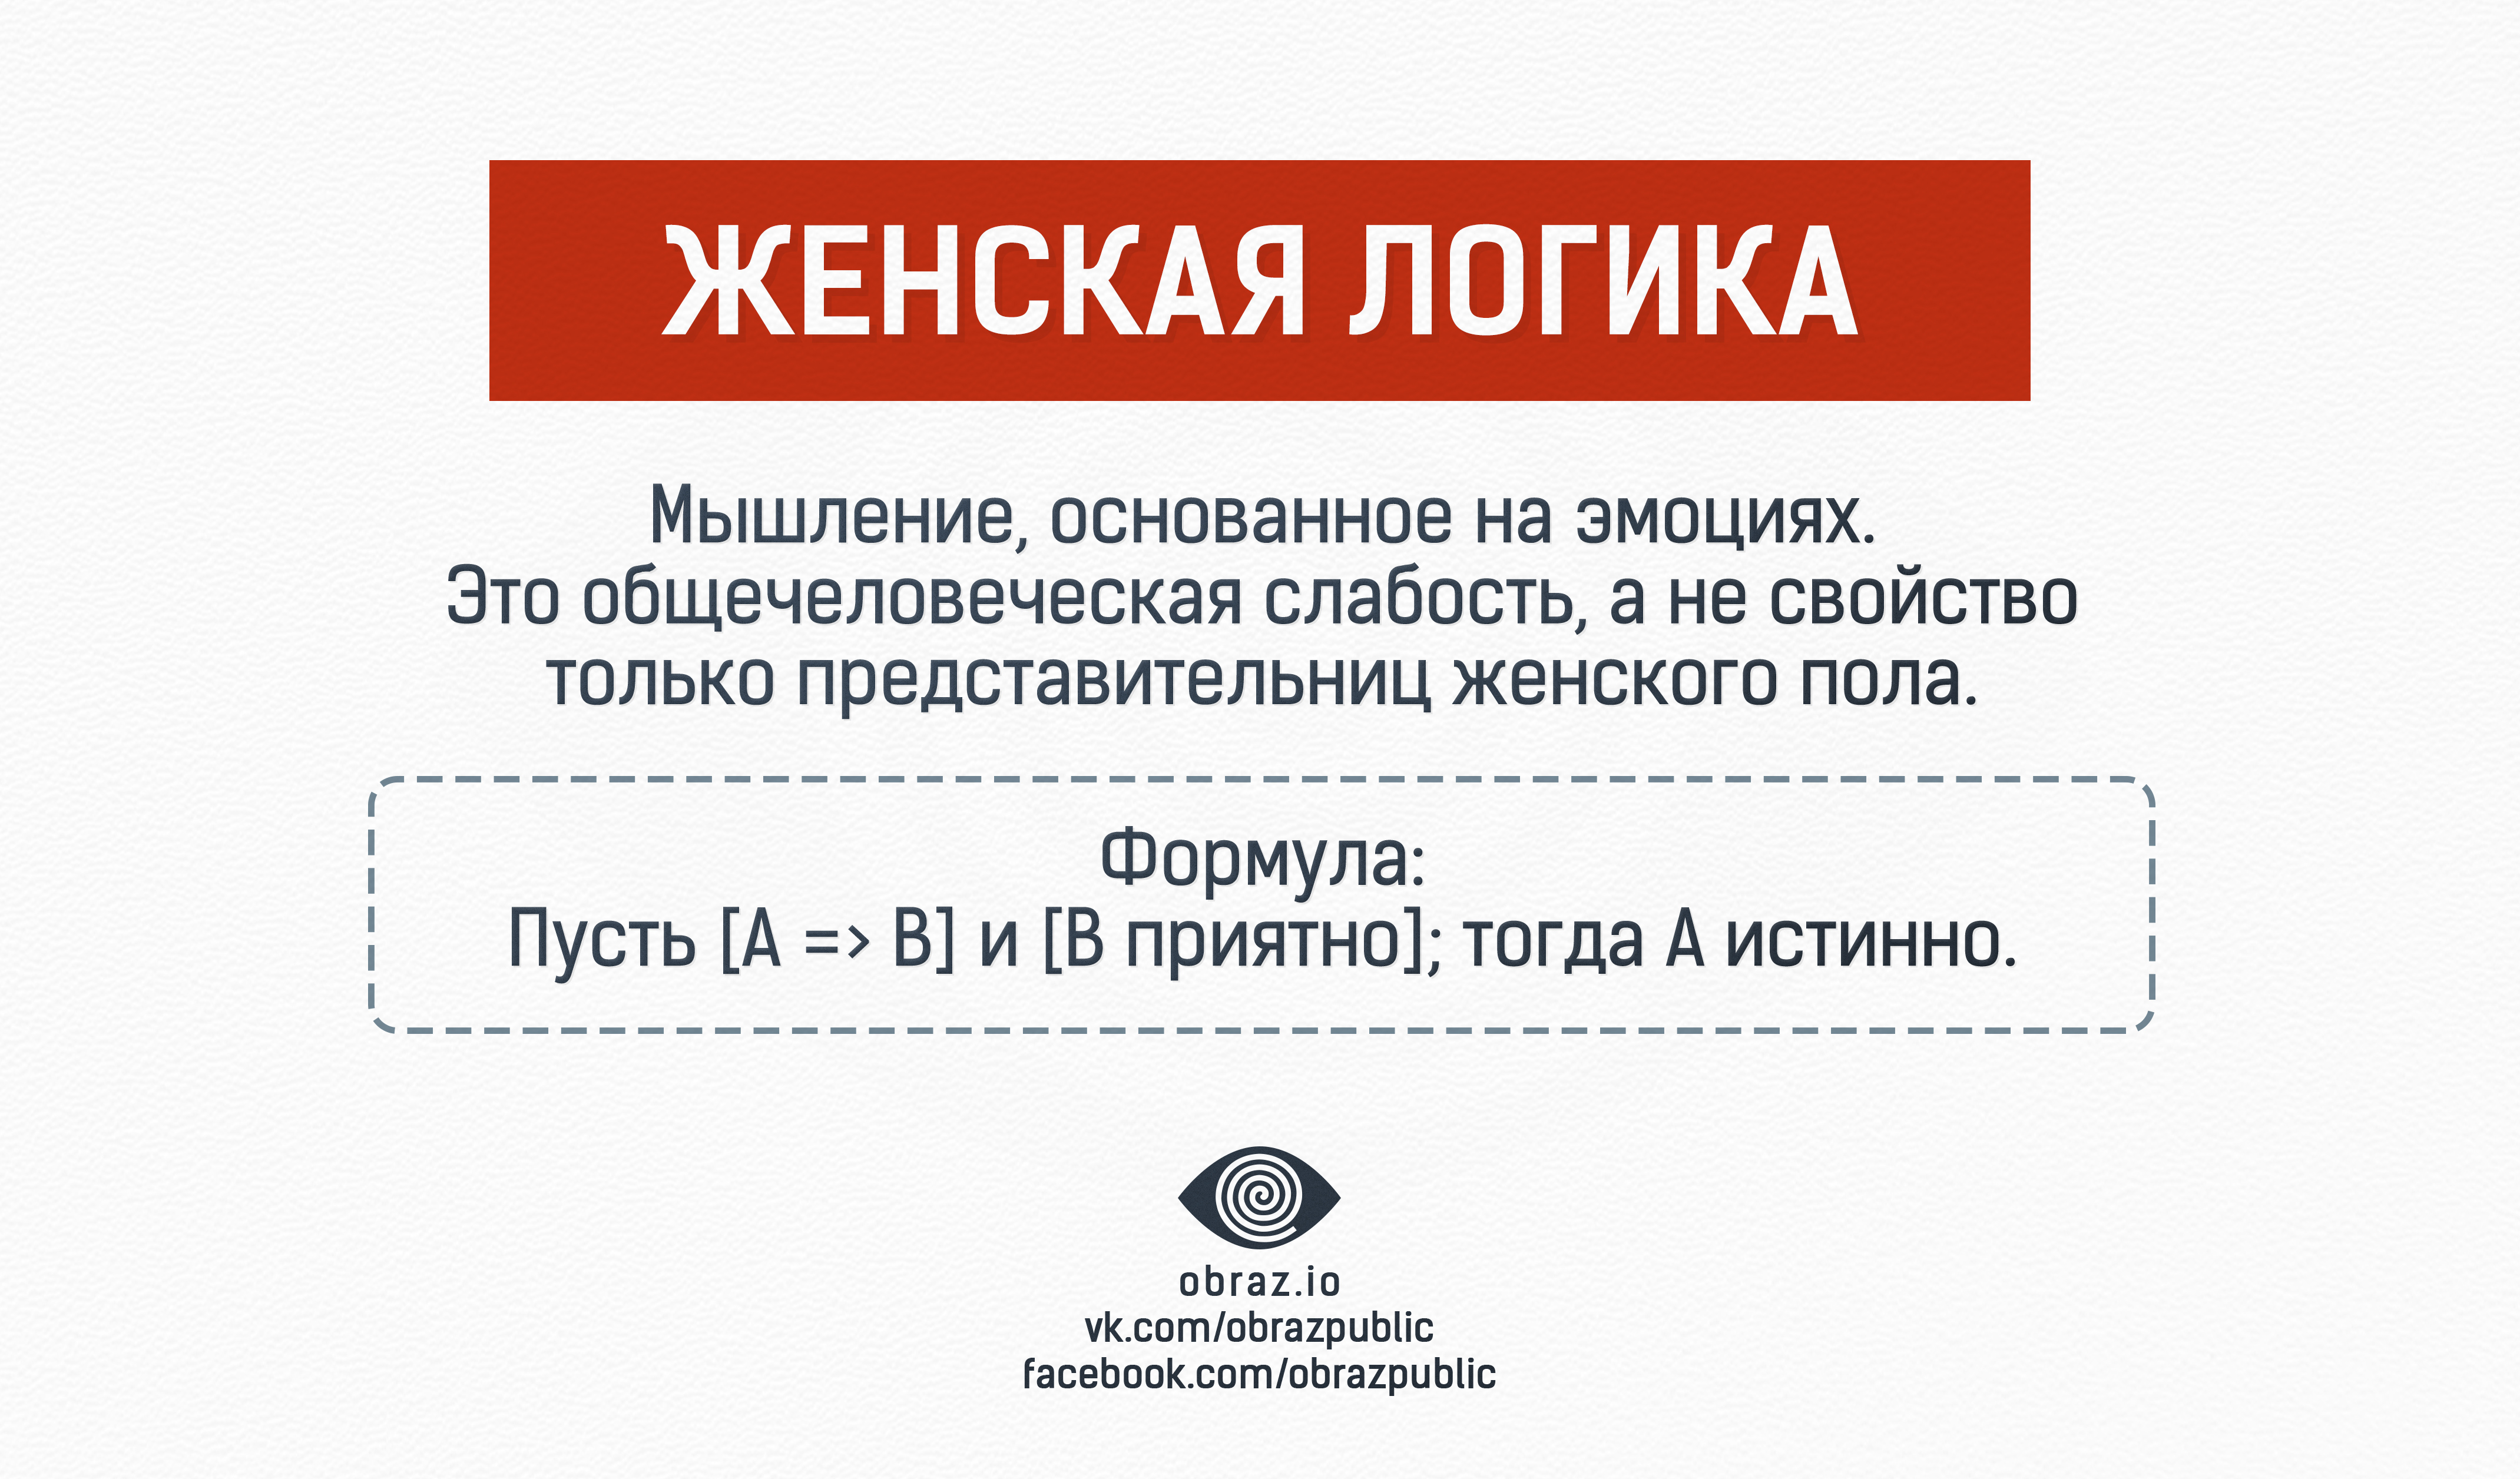 ЖЕНСКАЯ ЛОГИКА
Мышление, основанное на эмоциях.
Это общечеловеческая слабость, а не свойство
только представительниц женского пола.
Формула:
Пусть [A => B] и [B приятно]; тогда A истинно.
obraz.io
vk.com/obrazpublic
facebook.com/obrazpublic